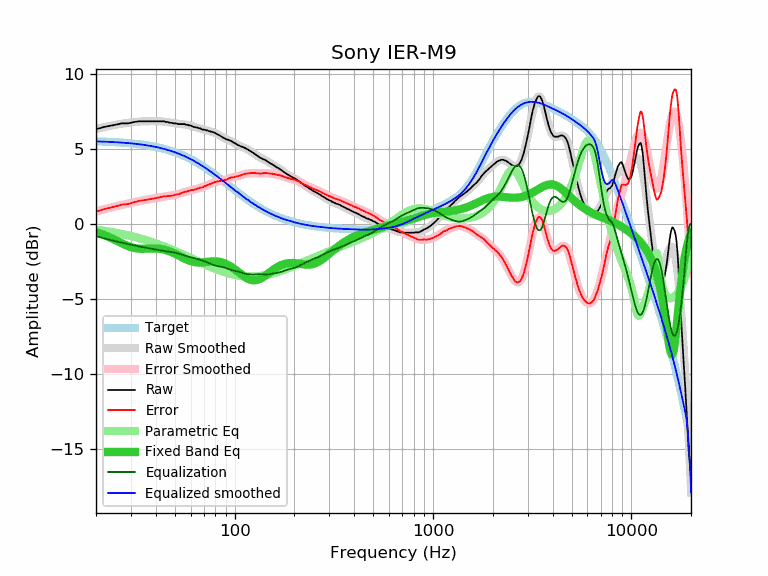 Sony IER-M9
10
5
0
−5
−10
−15
Amplitude (dBr)
Target
Raw Smoothed
Error Smoothed
Raw
Error
Parametric Eq
Fixed Band Eq
Equalization
Equalized smoothed
100
1000
10000
Frequency (Hz)